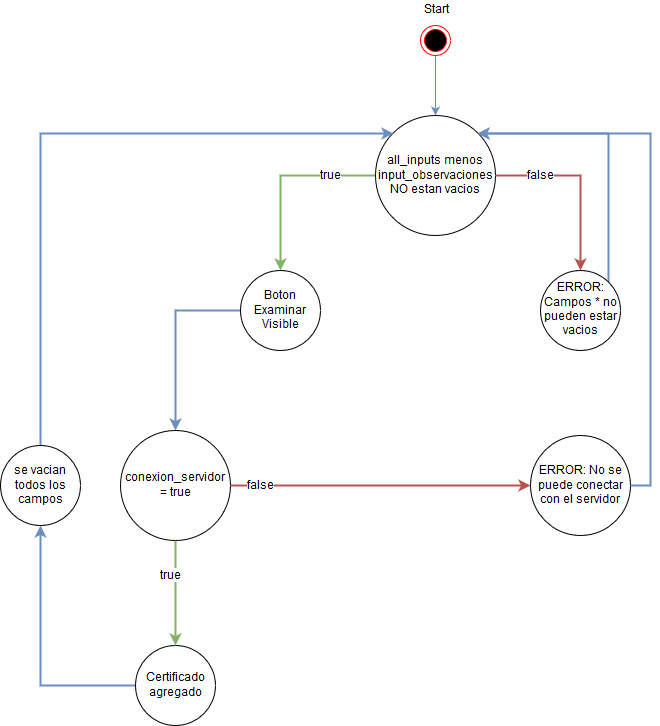 Start
all_inputs menos
input_observaciones
NO estan vacios
true
false
Boton
Examinar
Visible
ERROR:
Campos * no
pueden estar
vacios
se vacian
todos los
campos
conexion_servidor
= true
false
ERROR: No se
puede conectar
con el servidor
true
Certificado
agregado